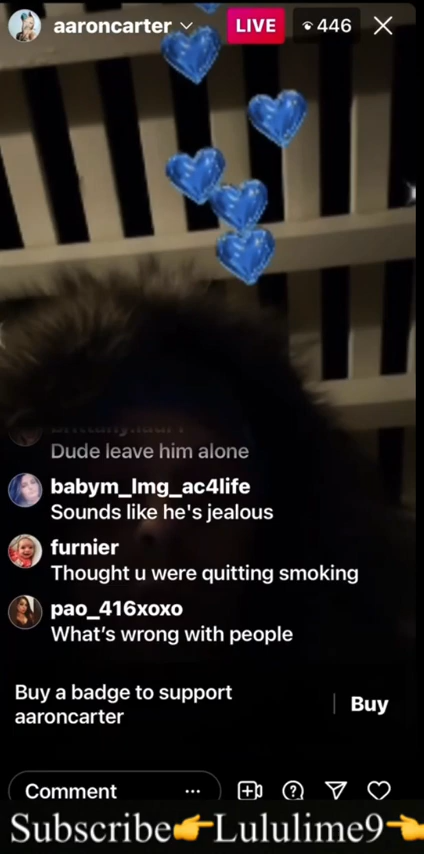 aaroncarter
LIVE
446
Dude leave him alone
babym_lmg_ac4life
Sounds like he's jealous
furnier
Thought u were quitting smoking
pao_416xoxo
What's wrong with people
Buy a badge to support
aaroncarter
Buy
Comment
Subscribe👉Lululime9👈